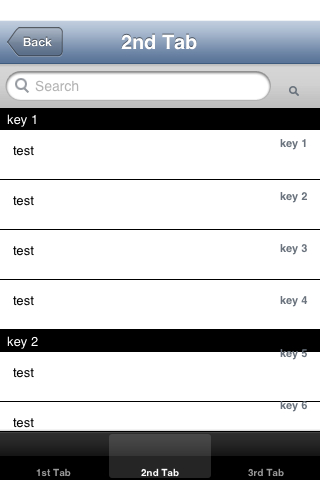 Back
2nd Tab
Search
key 1
test
key 1
test
key 2
test
key 3
test
key 4
key 2
key 5
test
key 6
test
1st Tab
2nd Tab
3rd Tab